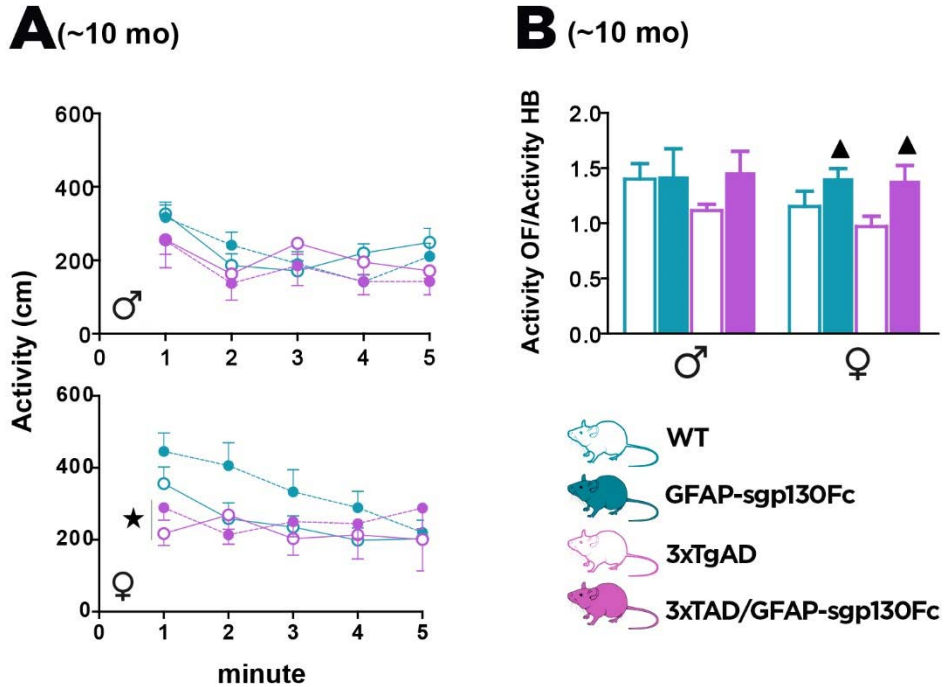 A (~10 mo)
Activity (cm)
600
400
200
0
0 1 2 3 4 5
♂
600
400
200
0
0 1 2 3 4 5
★
♀
minute
B (~10 mo)
Activity OF/Activity HB
2.0
1.5
1.0
0.5
0.0
▲ ▲
♂ ♀
WT
GFAP-sgp130Fc
3xTgAD
3xTAD/GFAP-sgp130Fc